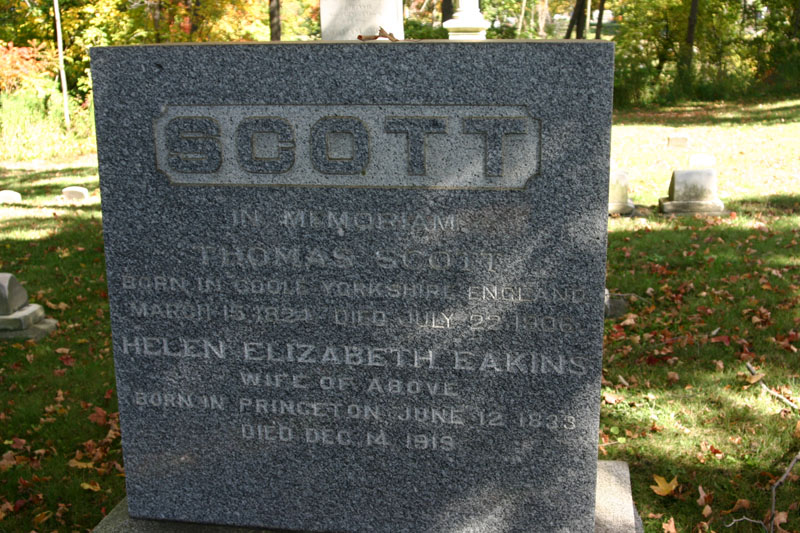 SCOTT
IN MEMORIAM
THOMAS SCOTT
BORN IN GOOLE YORKSHIRE, ENGLAND
MARCH 15, 1824 DIED JULY 22, 1906
HELEN ELIZABETH EAKINS
WIFE OF ABOVE
BORN IN PRINCETON JUNE 12, 1833
DIED DEC. 14, 1919